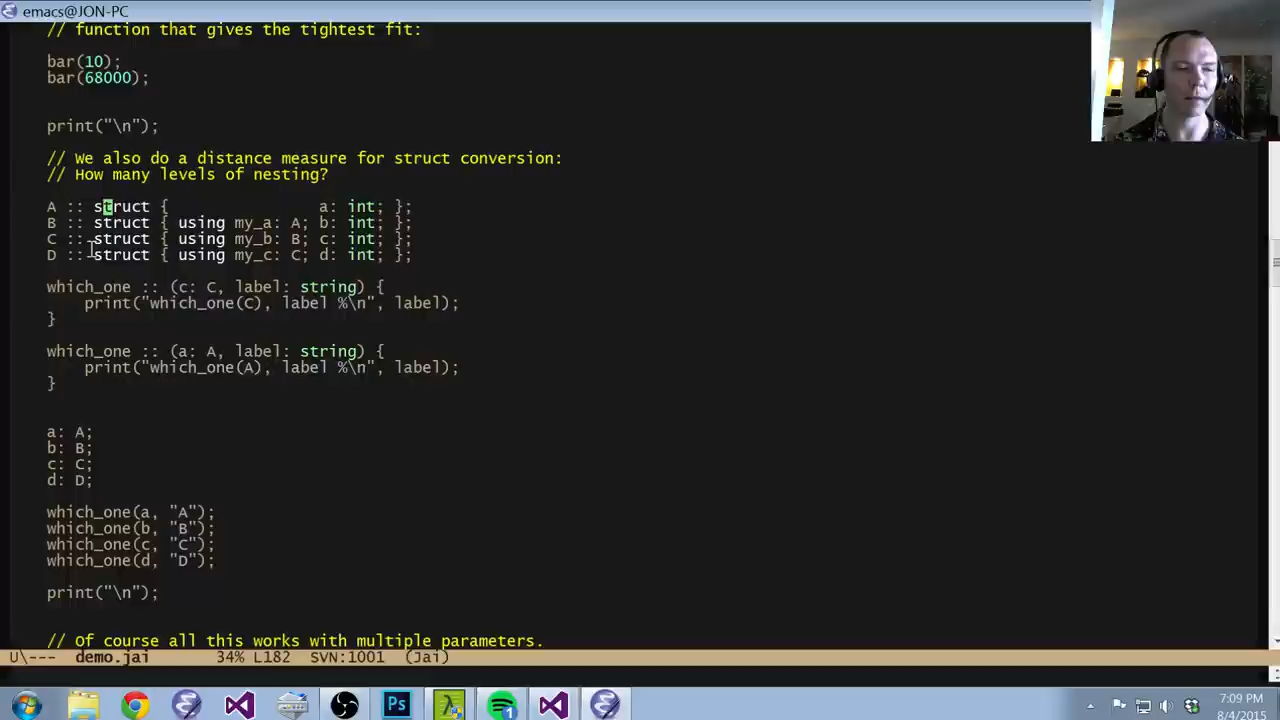 emacs@JON-PC
// function that gives the tightest fit:
bar(10);
bar(68000);
print("\n");
// We also do a distance measure for struct conversion:
// How many levels of nesting?
A :: struct {                a: int; };
B :: struct { using my_a: A; b: int; };
C :: struct { using my_b: B; c: int; };
D :: struct { using my_c: C; d: int; };
which_one :: (c: C, label: string) {
    print("which_one(C), label %\n", label);
}
which_one :: (a: A, label: string) {
    print("which_one(A), label %\n", label);
}
a: A;
b: B;
c: C;
d: D;
which_one(a, "A");
which_one(b, "B");
which_one(c, "C");
which_one(d, "D");
print("\n");
// Of course all this works with multiple parameters.
U\--- demo.jai 34% L182 SVN:1001 (Jai)
Ps
1
7:09 PM
8/4/2015